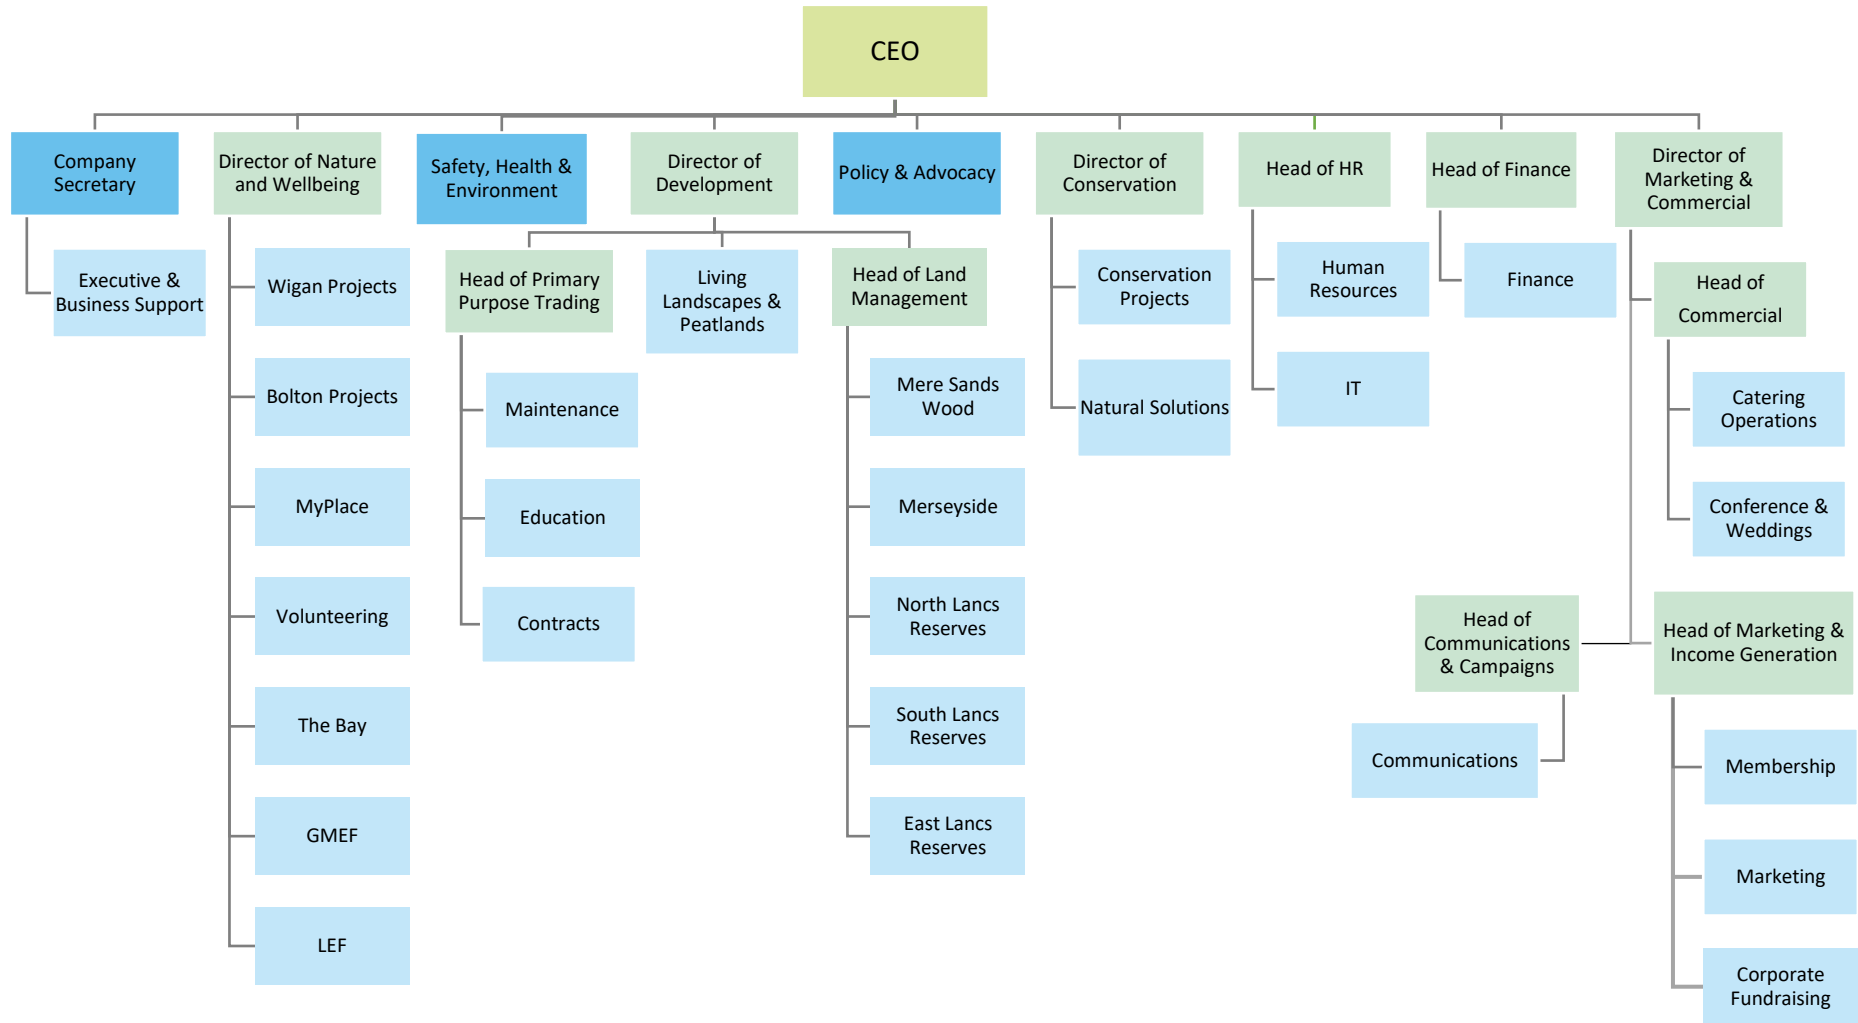 CEO
Company
Secretary
Director of Nature
and Wellbeing
Safety, Health &
Environment
Director of
Development
Policy & Advocacy
Director of
Conservation
Head of HR
Head of Finance
Director of
Marketing &
Commercial
Executive &
Business Support
Wigan Projects
Bolton Projects
MyPlace
Volunteering
The Bay
GMEF
LEF
Head of Primary
Purpose Trading
Maintenance
Education
Contracts
Living
Landscapes &
Peatlands
Head of Land
Management
Mere Sands
Wood
Merseyside
North Lancs
Reserves
South Lancs
Reserves
East Lancs
Reserves
Conservation
Projects
Natural Solutions
Human
Resources
IT
Finance
Head of
Commercial
Catering
Operations
Conference &
Weddings
Head of
Communications
& Campaigns
Communications
Head of Marketing &
Income Generation
Membership
Marketing
Corporate
Fundraising